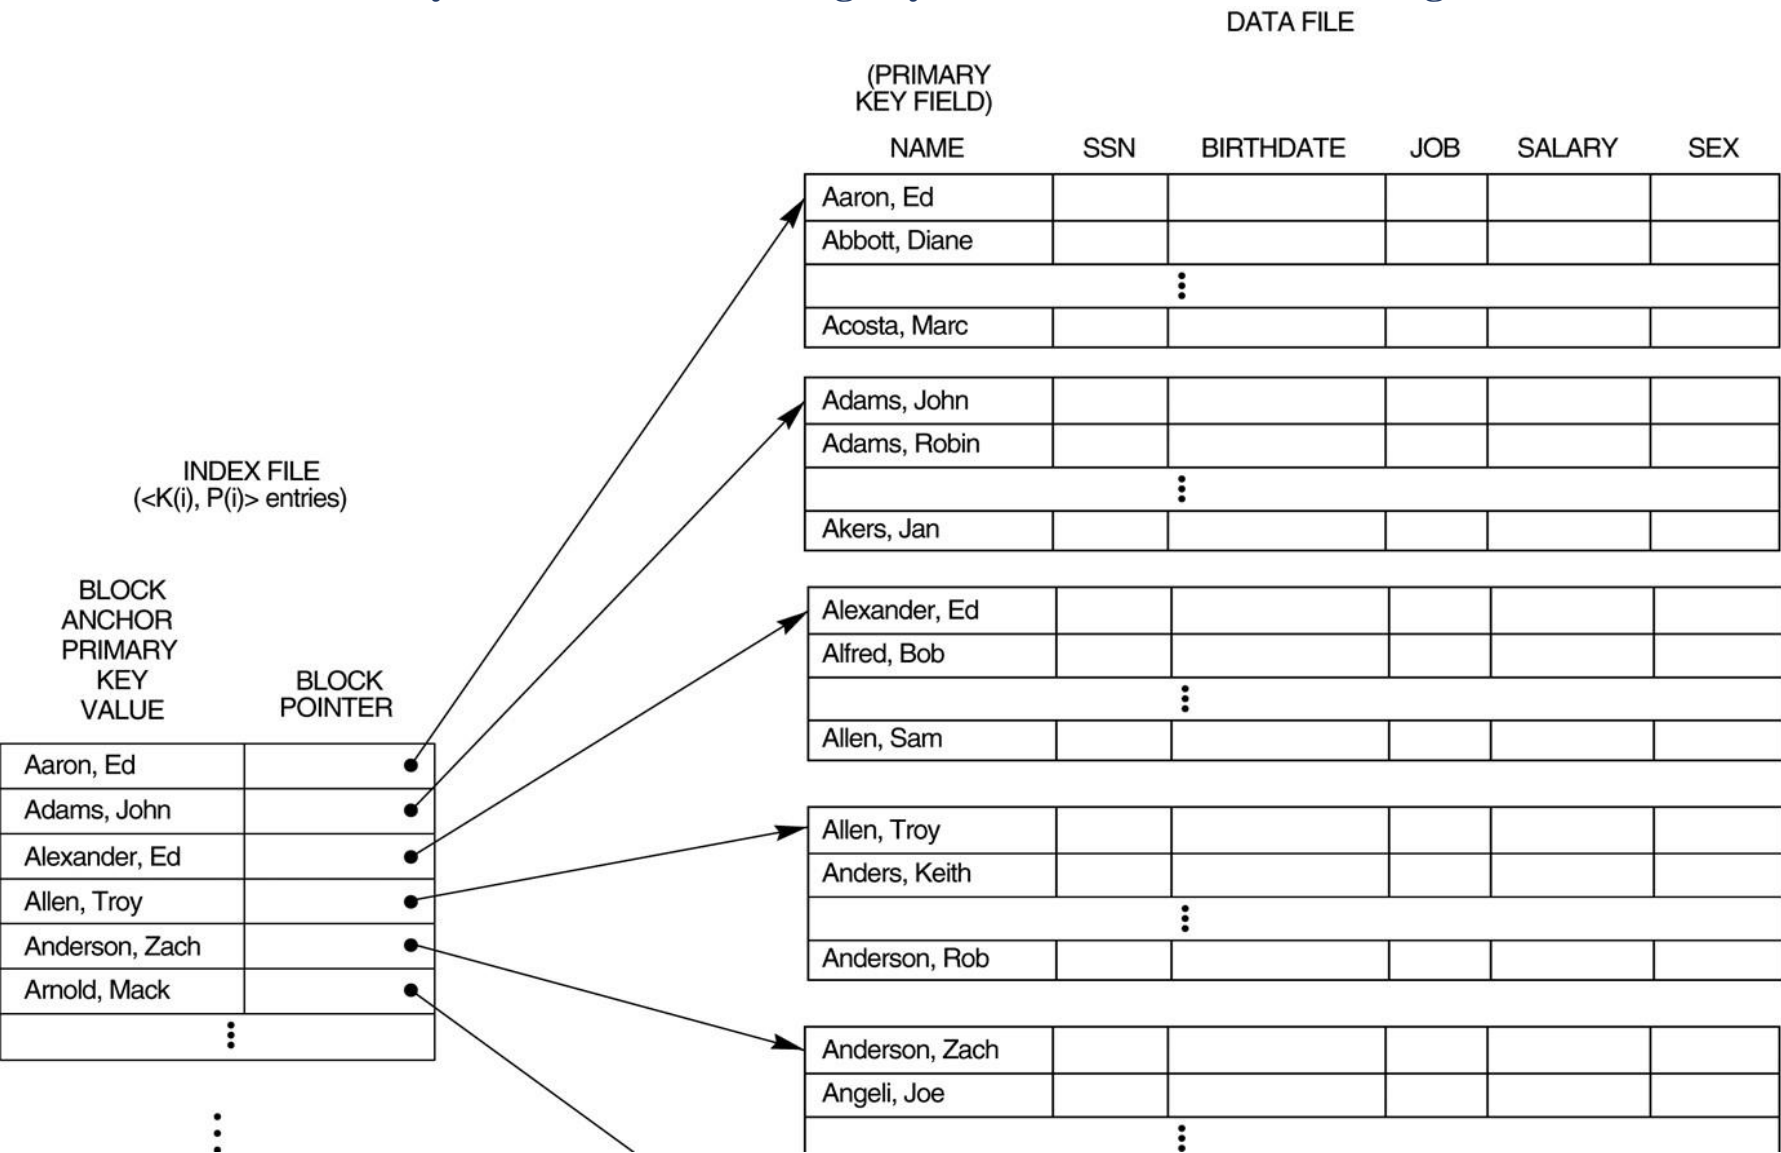 DATA FILE
(PRIMARY
KEY FIELD)
NAME SSN BIRTHDATE JOB SALARY SEX
Aaron, Ed
Abbott, Diane
Acosta, Marc
Adams, John
Adams, Robin
Akers, Jan
INDEX FILE
(<K(i), P(i)> entries)
BLOCK
ANCHOR
PRIMARY
KEY
VALUE
BLOCK
POINTER
Aaron, Ed
Adams, John
Alexander, Ed
Allen, Troy
Anderson, Zach
Arnold, Mack
Alexander, Ed
Alfred, Bob
Allen, Sam
Allen, Troy
Anders, Keith
Anderson, Rob
Anderson, Zach
Angeli, Joe